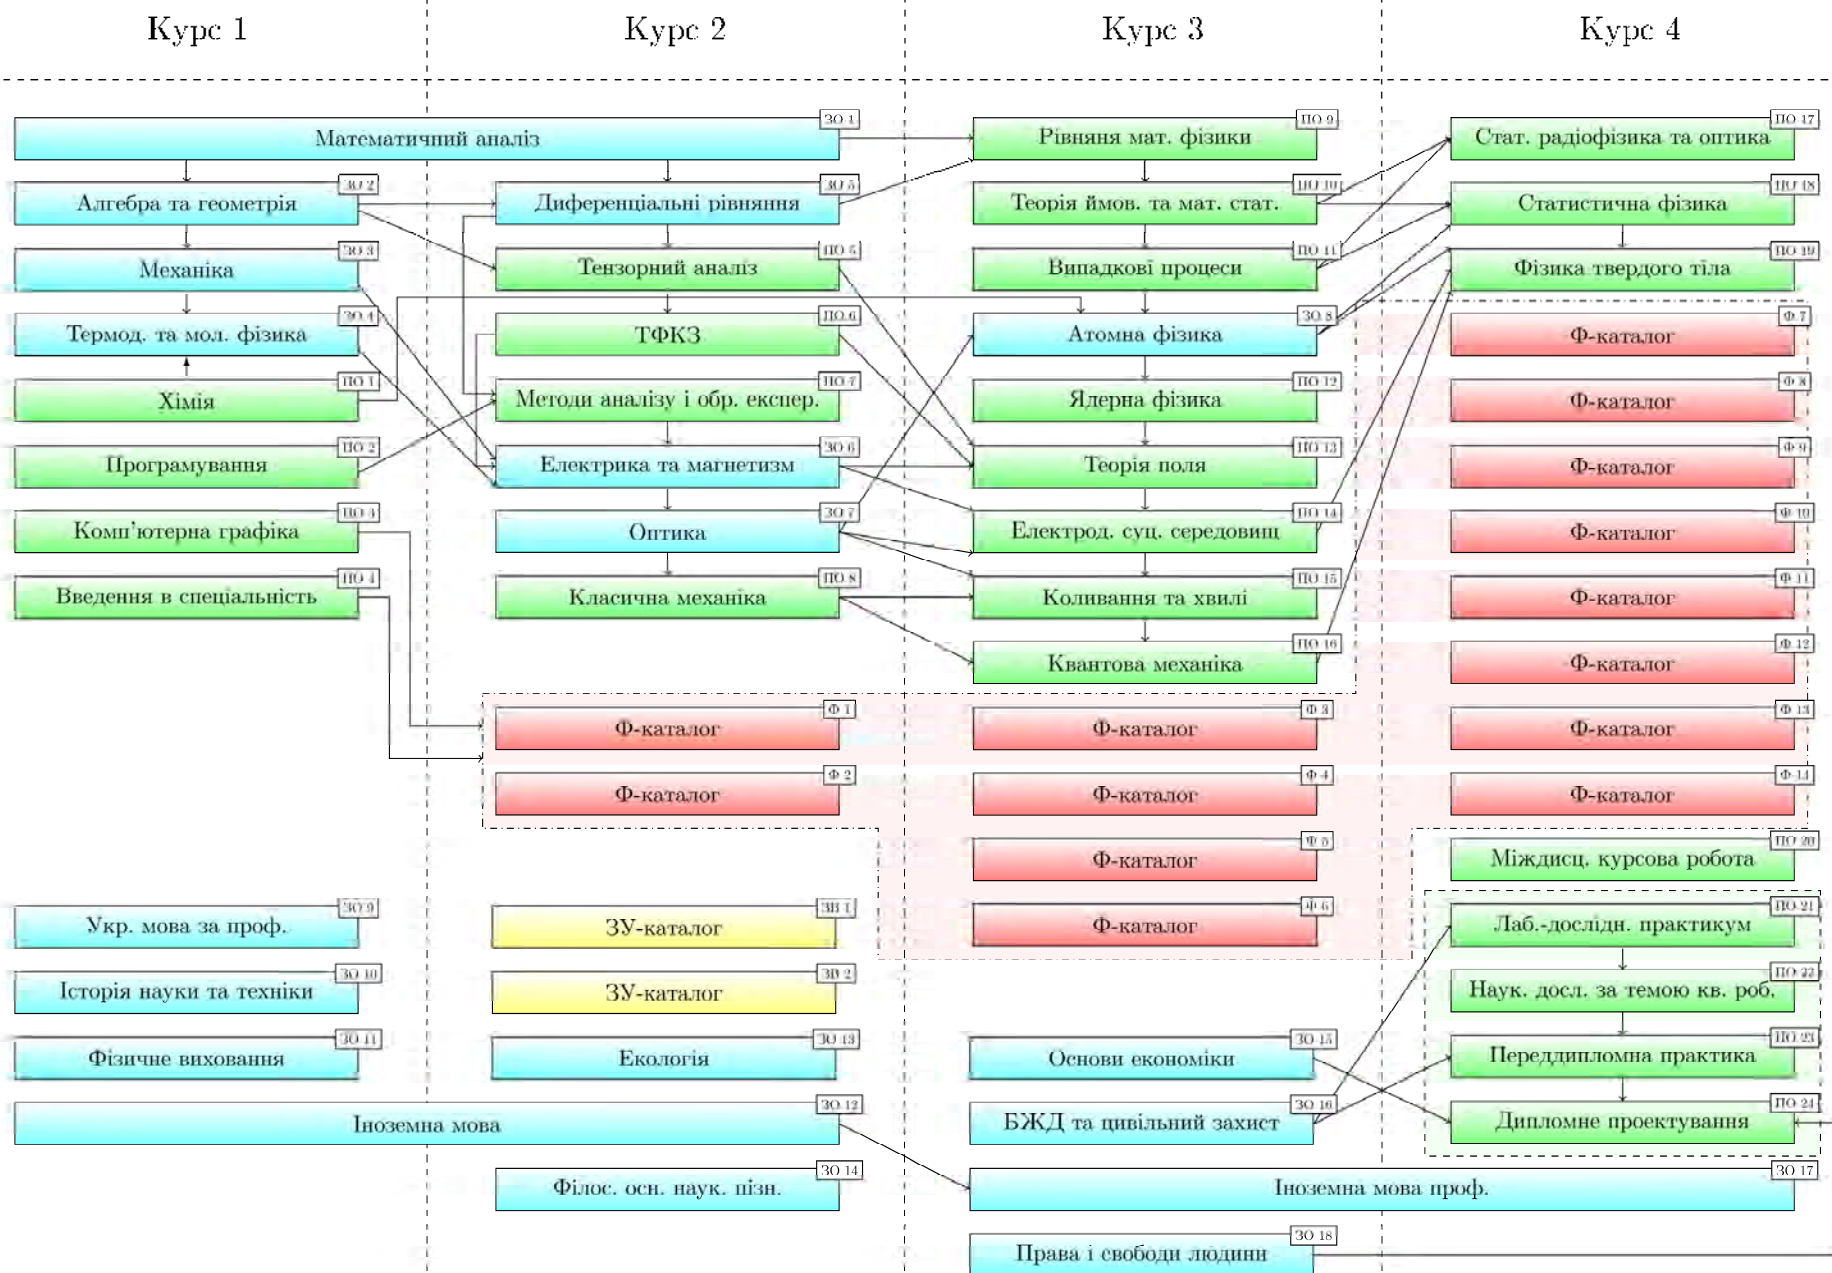 Курс 1
Курс 2
Курс 3
Курс 4
ЗО 1
Математичний аналіз
ПО 9
Рівняня мат. фізики
ПО 17
Стат. радіофізика та оптика
ЗО 2
Алгебра та геометрія
ЗО 5
Диференціальні рівняння
ПО 10
Теорія ймов. та мат. стат.
ПО 18
Статистична фізика
ЗО 3
Механіка
ПО 5
Тензорний аналіз
ПО 11
Випадкові процеси
ПО 19
Фізика твердого тіла
ЗО 4
Термод. та мол. фізика
ПО 6
ТФКЗ
ЗО 8
Атомна фізика
Ф 7
Ф-каталог
ПО 1
Хімія
ПО 7
Методи аналізу і обр. експер.
ПО 12
Ядерна фізика
Ф 8
Ф-каталог
ПО 2
Програмування
ЗО 6
Електрика та магнетизм
ПО 13
Теорія поля
Ф 9
Ф-каталог
ПО 3
Комп'ютерна графіка
ЗО 7
Оптика
ПО 14
Електрод. суц. середовищ
Ф 10
Ф-каталог
ПО 4
Введення в спеціальність
ПО 8
Класична механіка
ПО 15
Коливання та хвилі
Ф 11
Ф-каталог
ПО 16
Квантова механіка
Ф 12
Ф-каталог
Ф 1
Ф-каталог
Ф 3
Ф-каталог
Ф 13
Ф-каталог
Ф 2
Ф-каталог
Ф 4
Ф-каталог
Ф 14
Ф-каталог
Ф 5
Ф-каталог
ПО 20
Міждисц. курсова робота
ЗО 9
Укр. мова за проф.
ЗВ 1
ЗУ-каталог
Ф 6
Ф-каталог
ПО 21
Лаб.-дослідн. практикум
ЗО 10
Історія науки та техніки
ЗВ 2
ЗУ-каталог
ПО 22
Наук. досл. за темою кв. роб.
ЗО 11
Фізичне виховання
ЗО 13
Екологія
ЗО 15
Основи економіки
ПО 23
Переддипломна практика
ЗО 12
Іноземна мова
ЗО 16
БЖД та цивільний захист
ПО 24
Дипломне проектування
ЗО 14
Філос. осн. наук. пізн.
ЗО 17
Іноземна мова проф.
ЗО 18
Права і свободи людини